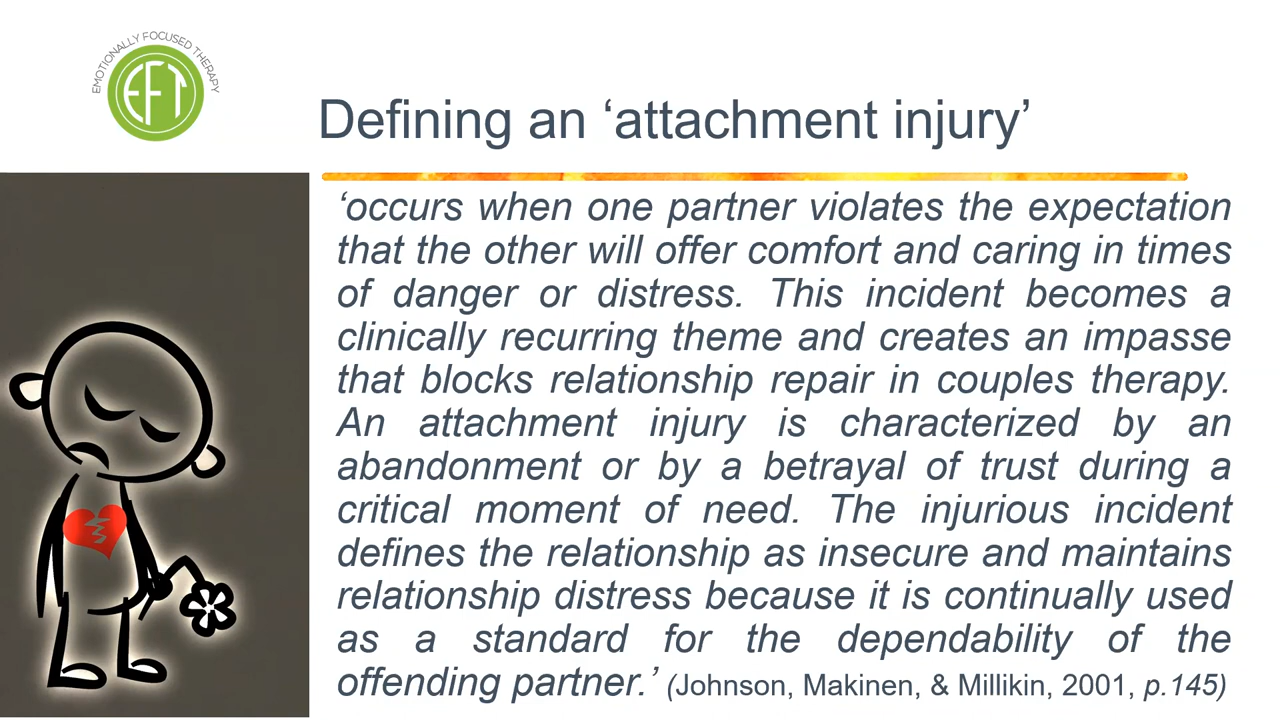 EMOTIONALLY FOCUSED THERAPY
EFT
Defining an ‘attachment injury’
‘occurs when one partner violates the expectation
that the other will offer comfort and caring in times
of danger or distress. This incident becomes a
clinically recurring theme and creates an impasse
that blocks relationship repair in couples therapy.
An attachment injury is characterized by an
abandonment or by a betrayal of trust during a
critical moment of need. The injurious incident
defines the relationship as insecure and maintains
relationship distress because it is continually used
as a standard for the dependability of the
offending partner.’ (Johnson, Makinen, & Millikin, 2001, p.145)